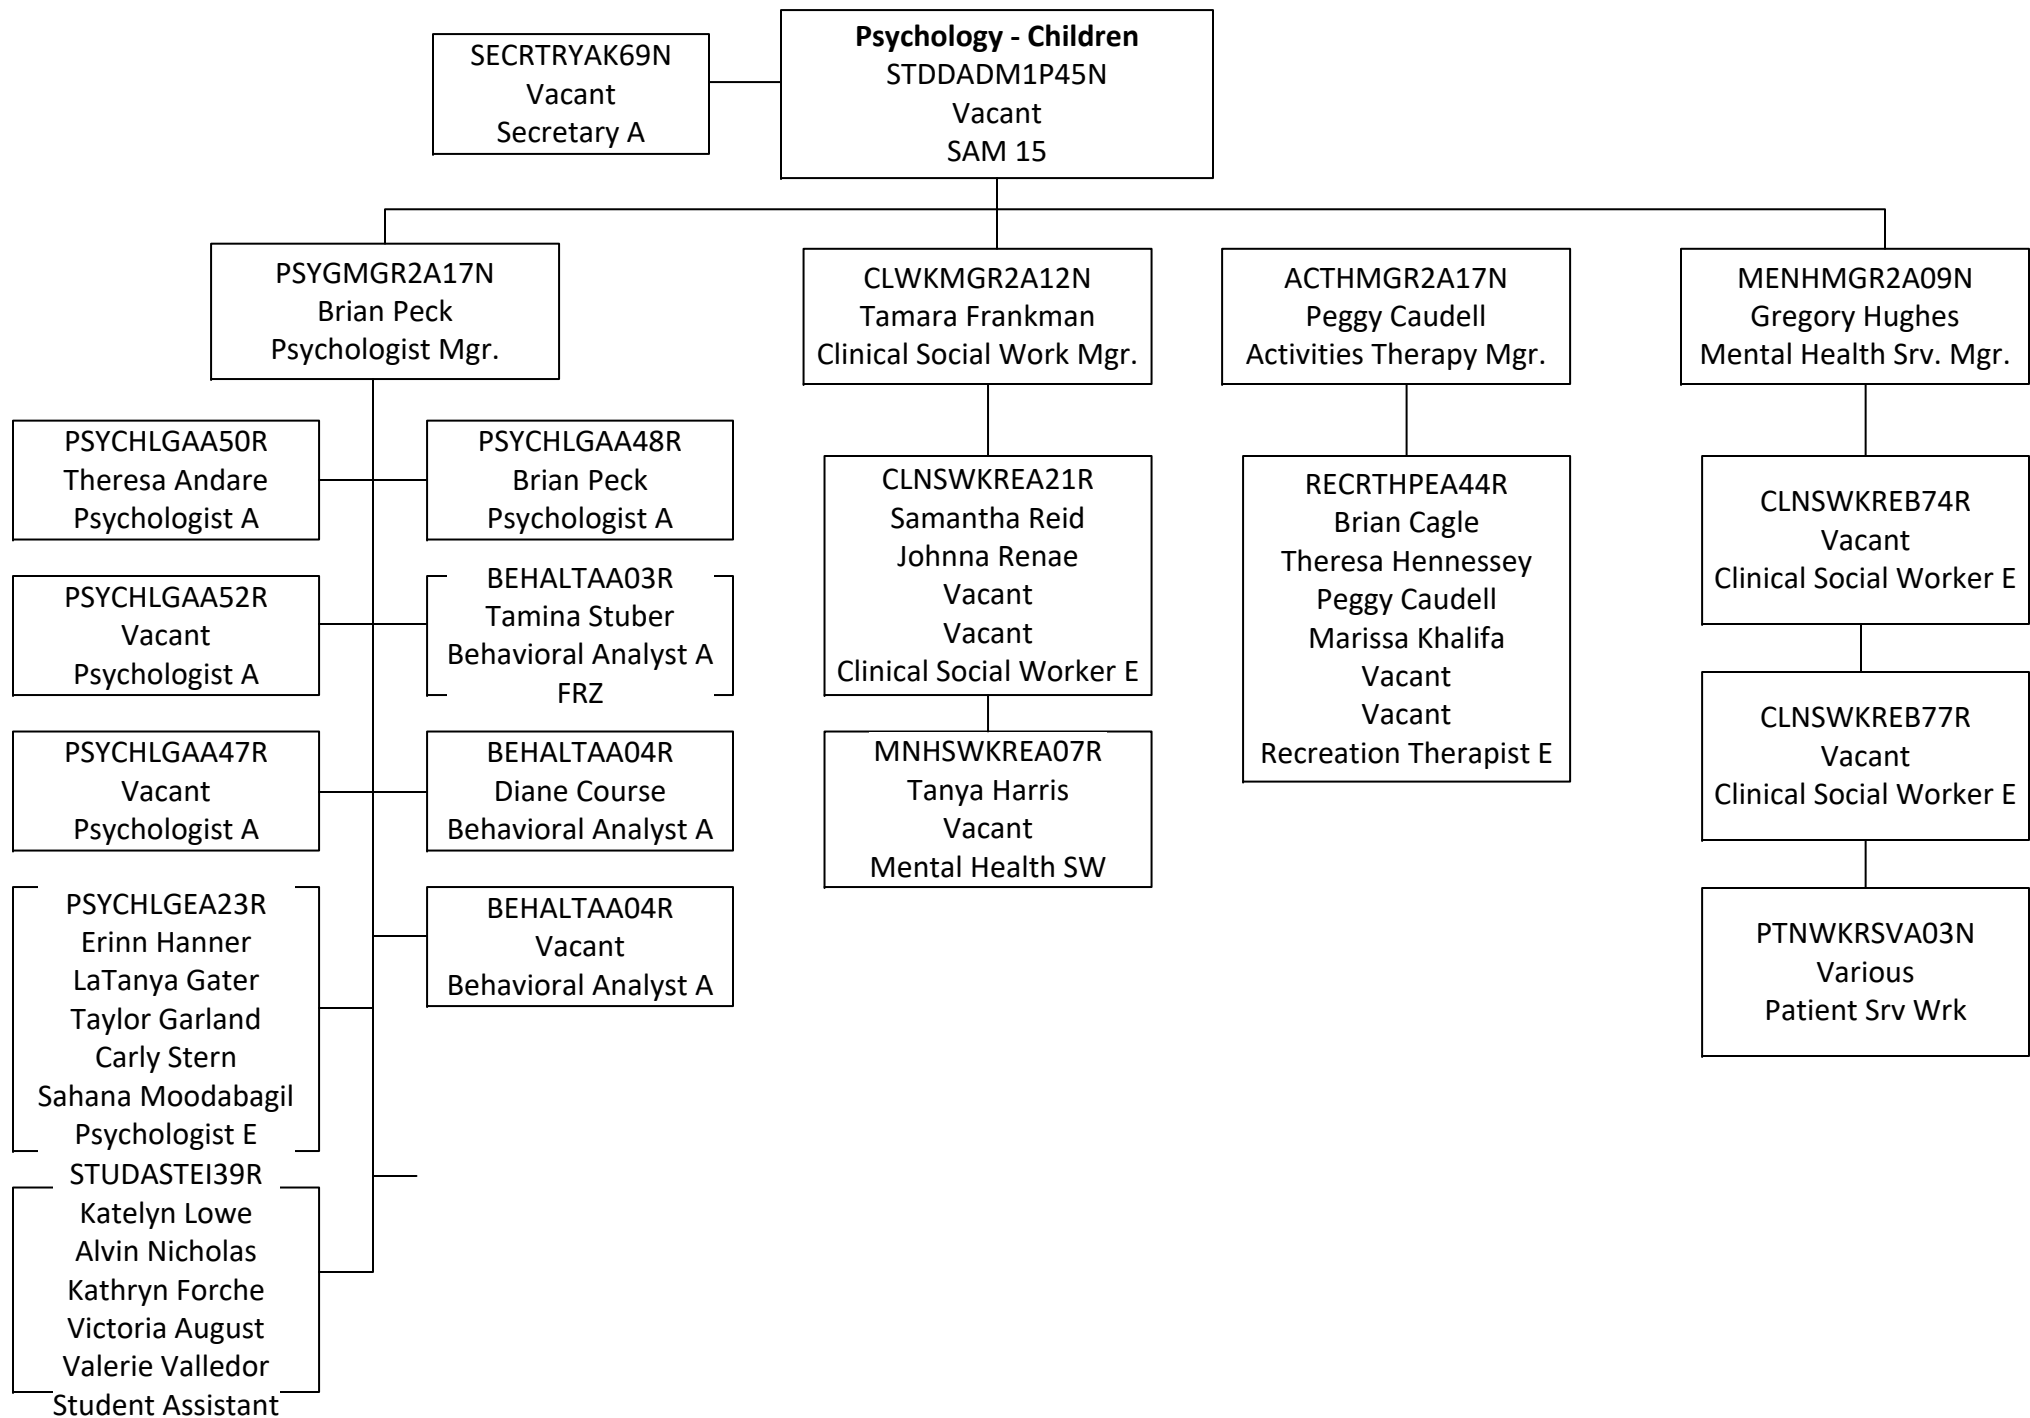 Psychology - Children
STDDADM1P45N
Vacant
SAM 15
SECRTRYAK69N
Vacant
Secretary A
PSYGMGR2A17N
Brian Peck
Psychologist Mgr.
PSYCHLGAA50R
Theresa Andare
Psychologist A
PSYCHLGAA48R
Brian Peck
Psychologist A
PSYCHLGAA52R
Vacant
Psychologist A
BEHALTAA03R
Tamina Stuber
Behavioral Analyst A
FRZ
PSYCHLGAA47R
Vacant
Psychologist A
BEHALTAA04R
Diane Course
Behavioral Analyst A
PSYCHLGEA23R
Erinn Hanner
LaTanya Gater
Taylor Garland
Carly Stern
Sahana Moodabagil
Psychologist E
BEHALTAA04R
Vacant
Behavioral Analyst A
STUDASTEI39R
Katelyn Lowe
Alvin Nicholas
Kathryn Forche
Victoria August
Valerie Valledor
Student Assistant
CLWKMGR2A12N
Tamara Frankman
Clinical Social Work Mgr.
CLNSWKREA21R
Samantha Reid
Johnna Renae
Vacant
Vacant
Clinical Social Worker E
MNHSWKREA07R
Tanya Harris
Vacant
Mental Health SW
ACTHMGR2A17N
Peggy Caudell
Activities Therapy Mgr.
RECRTHPEA44R
Brian Cagle
Theresa Hennessey
Peggy Caudell
Marissa Khalifa
Vacant
Vacant
Recreation Therapist E
MENHMGR2A09N
Gregory Hughes
Mental Health Srv. Mgr.
CLNSWKREB74R
Vacant
Clinical Social Worker E
CLNSWKREB77R
Vacant
Clinical Social Worker E
PTNWKRSVA03N
Various
Patient Srv Wrk